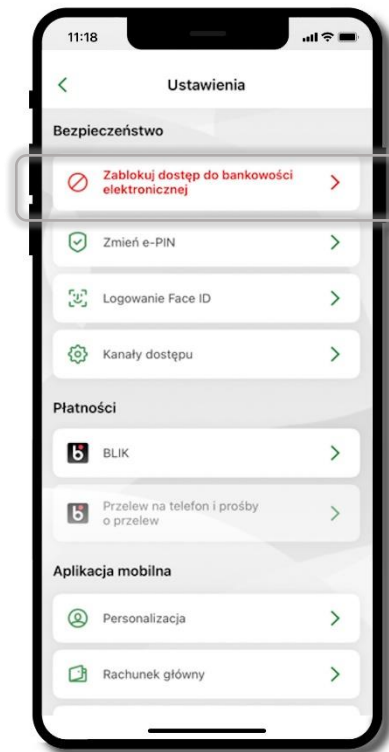 11:18
Ustawienia
Bezpieczeństwo
Zablokuj dostęp do bankowości
elektronicznej
Zmień e-PIN
Logowanie Face ID
Kanały dostępu
Płatności
BLIK
Przelew na telefon i prośby
o przelew
Aplikacja mobilna
Personalizacja
Rachunek główny